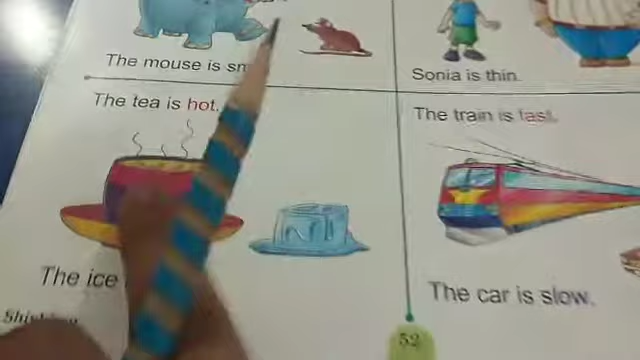 The mouse is
Sonia is thin.
The tea is hot.
The train is fast.
The ice
The car is slow.
52